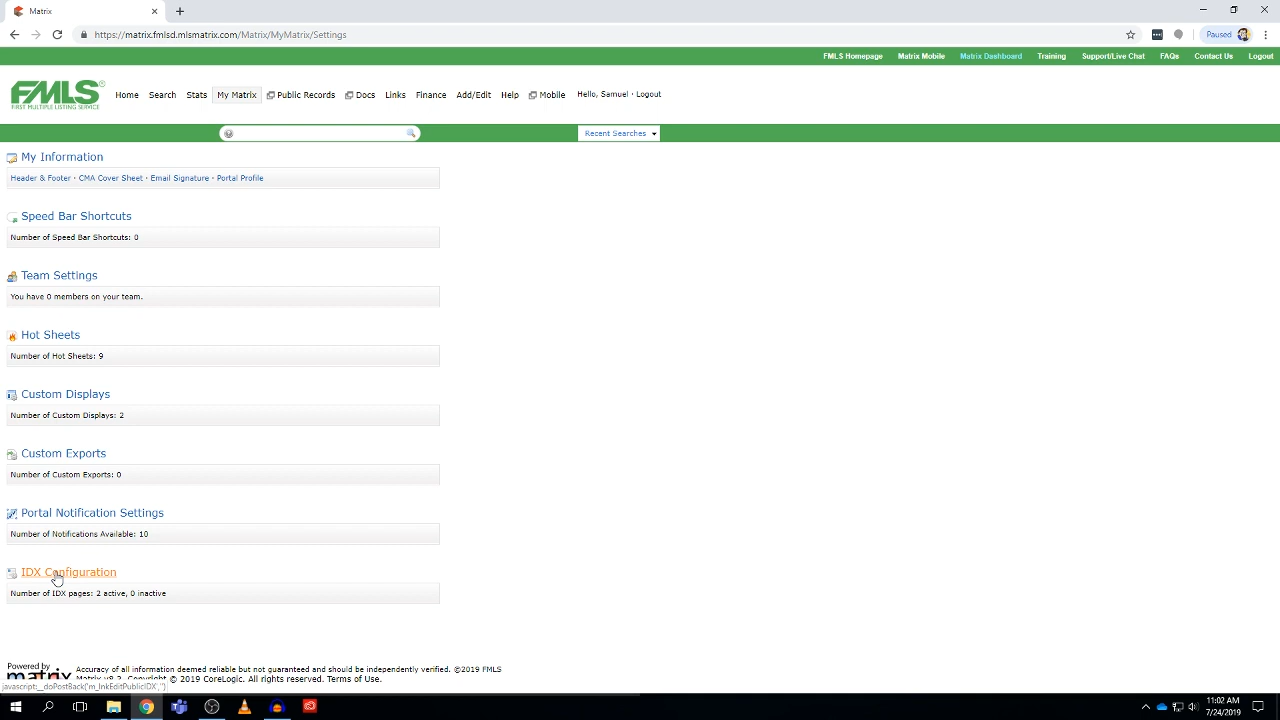 Matrix
https://matrix.fmlsd.mlsmatrix.com/Matrix/MyMatrix/Settings
Paused
FMLS Homepage Matrix Mobile Matrix Dashboard Training Support/Live Chat FAQs Contact Us Logout
FMLS
FIRST MULTIPLE LISTING SERVICE
Home Search Stats My Matrix Public Records Docs Links Finance Add/Edit Help Mobile Hello, Samuel · Logout
Recent Searches
My Information
Header & Footer · CMA Cover Sheet · Email Signature · Portal Profile
Speed Bar Shortcuts
Number of Speed Bar Shortcuts: 0
Team Settings
You have 0 members on your team.
Hot Sheets
Number of Hot Sheets: 9
Custom Displays
Number of Custom Displays: 2
Custom Exports
Number of Custom Exports: 0
Portal Notification Settings
Number of Notifications Available: 10
IDX Configuration
Number of IDX pages: 2 active, 0 inactive
Powered by
matrix
Accuracy of all information deemed reliable but not guaranteed and should be independently verified. ©2019 FMLS
Matrix v8.2. Copyright © 2019 CoreLogic. All rights reserved. Terms of Use.
javascript:__doPostBack('m_lnkEditPublicIDX','')
11:02 AM
7/24/2019